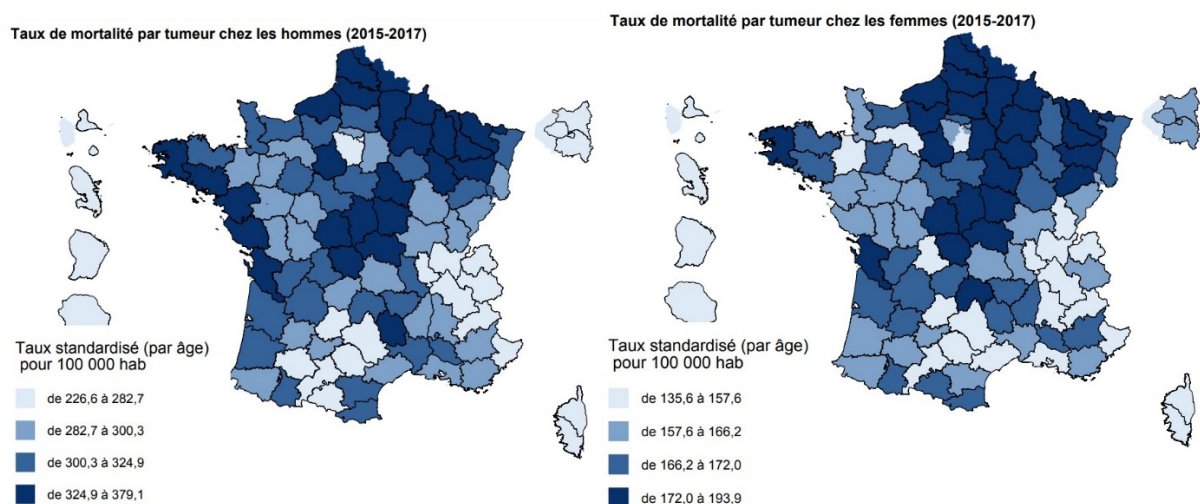 Taux de mortalité par tumeur chez les hommes (2015-2017)
Taux standardisé (par âge)
pour 100 000 hab
de 226,6 à 282,7
de 282,7 à 300,3
de 300,3 à 324,9
de 324,9 à 379,1
Taux de mortalité par tumeur chez les femmes (2015-2017)
Taux standardisé (par âge)
pour 100 000 hab
de 135,6 à 157,6
de 157,6 à 166,2
de 166,2 à 172,0
de 172,0 à 193,9